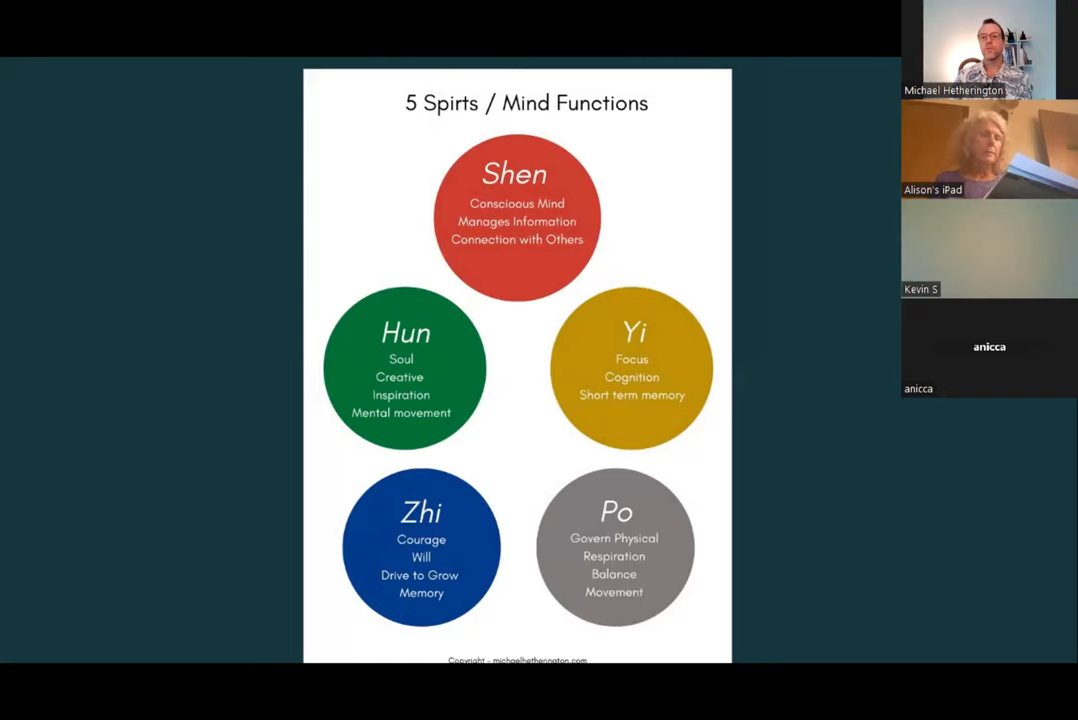 5 Spirts / Mind Functions
Shen
Conscioous Mind
Manages Information
Connection with Others
Hun
Soul
Creative
Inspiration
Mental movement
Yi
Focus
Cognition
Short term memory
Zhi
Courage
Will
Drive to Grow
Memory
Po
Govern Physical
Respiration
Balance
Movement
Copyright - michaelhetherington.com
Michael Hetherington
Alison's iPad
Kevin S
anicca
anicca